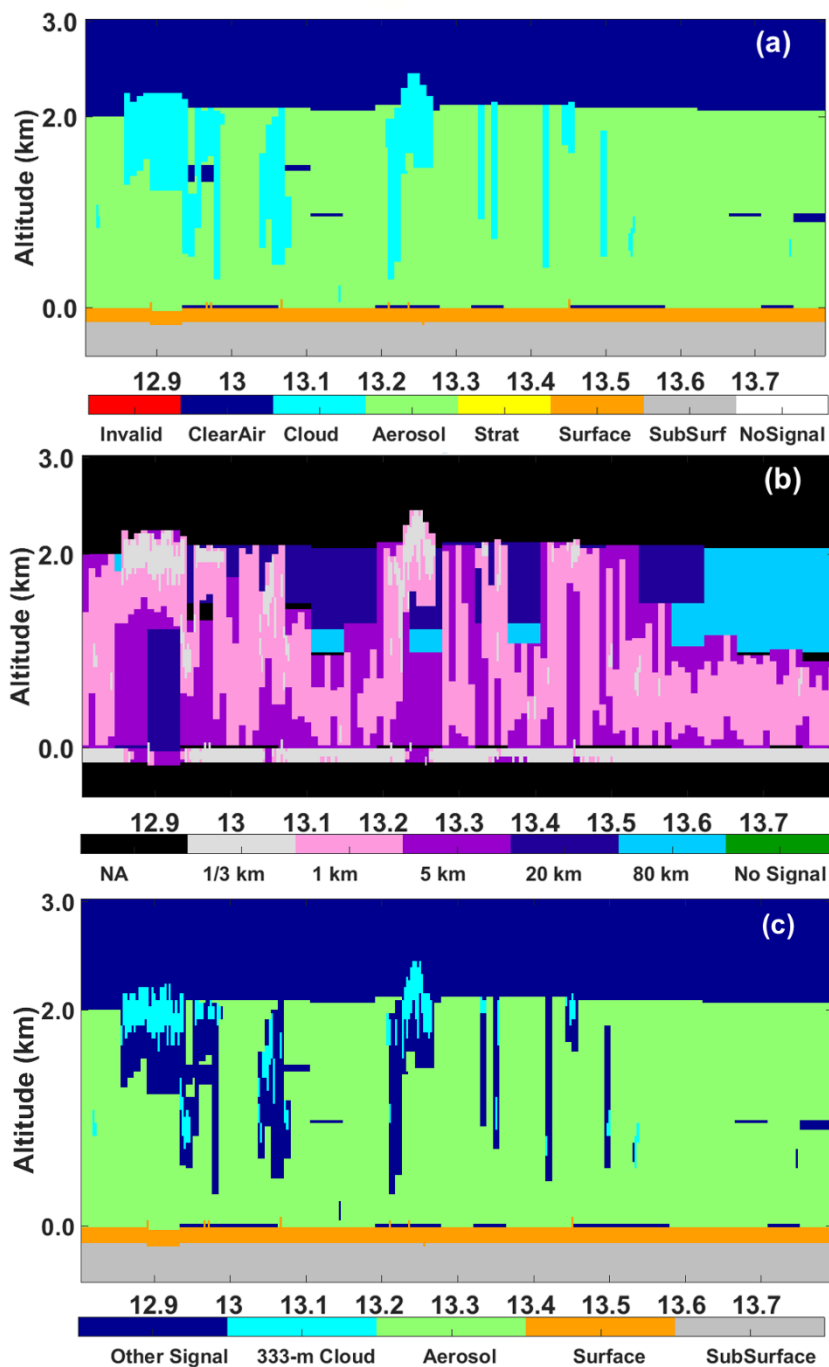 (a)
3.0
2.0
0.0
Altitude (km)
12.9 13 13.1 13.2 13.3 13.4 13.5 13.6 13.7
Invalid ClearAir Cloud Aerosol Strat Surface SubSurf NoSignal
(b)
3.0
2.0
0.0
Altitude (km)
12.9 13 13.1 13.2 13.3 13.4 13.5 13.6 13.7
NA 1/3 km 1 km 5 km 20 km 80 km No Signal
(c)
3.0
2.0
0.0
Altitude (km)
12.9 13 13.1 13.2 13.3 13.4 13.5 13.6 13.7
Other Signal 333-m Cloud Aerosol Surface SubSurface